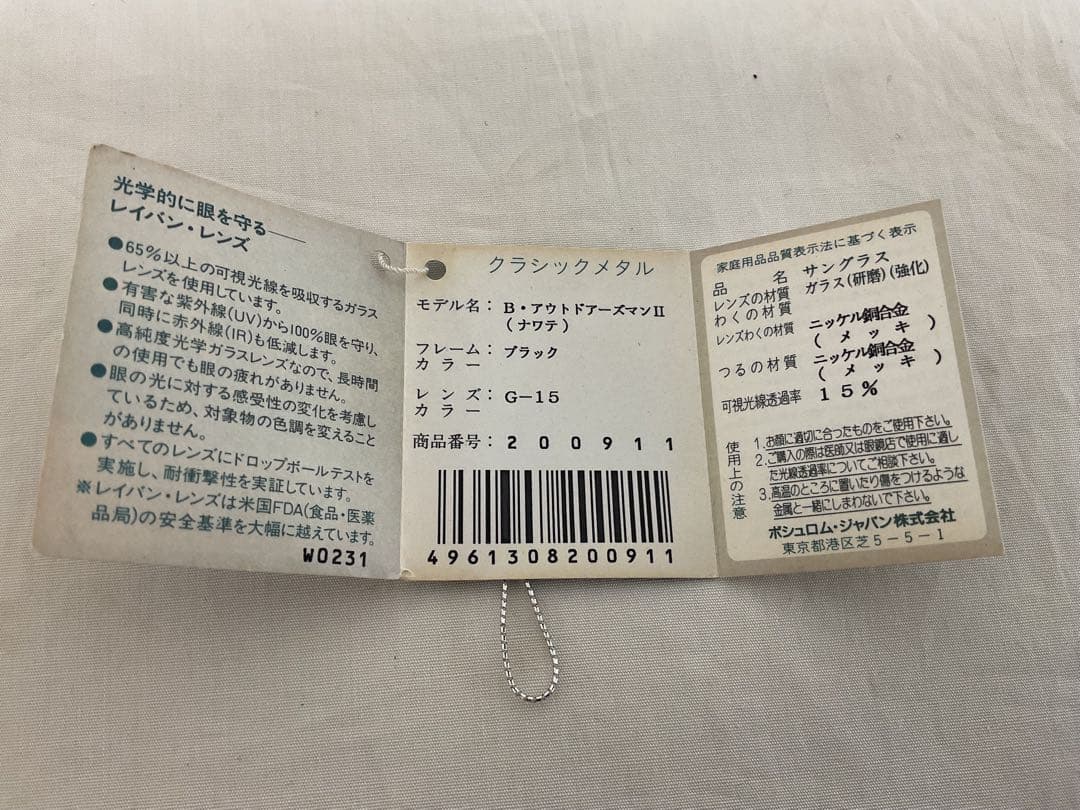 光学的に眼を守る――
レイバン・レンズ
●65%以上の可視光線を吸収するガラス
レンズを使用しています。
●有害な紫外線(UV)から100%眼を守り、
同時に赤外線(IR)も低減します。
●高純度光学ガラスレンズなので、長時間
の使用でも眼の疲れがありません。
●眼の光に対する感受性の変化を考慮し
ているため、対象物の色調を変えること
がありません。
●すべてのレンズにドロップボールテストを
実施し、耐衝撃性を実証しています。
※レイバン・レンズは米国FDA(食品・医薬
品局)の安全基準を大幅に越えています。
W0231
クラシックメタル
モデル名: B・アウトドアーズマンII
(ナワテ)
フレーム: ブラック
カラー
レンズ: G-15
カラー
商品番号: 200911
4961308200911
家庭用品品質表示法に基づく表示
品名 サングラス
レンズの材質 ガラス(研磨)(強化)
わくの材質
レンズわくの材質 ニッケル銅合金
(メッキ)
つるの材質 ニッケル銅合金
(メッキ)
可視光線透過率 15%
使用上の注意
1.お顔に適切に合ったものをご使用下さい。
2.ご購入の際は医師又は眼鏡店で使用に適し
た光線透過率についてご相談下さい。
3.高温のところに置いたり傷をつけるような
金属と一緒にしまわないで下さい。
ボシュロム・ジャパン株式会社
東京都港区芝5-5-1